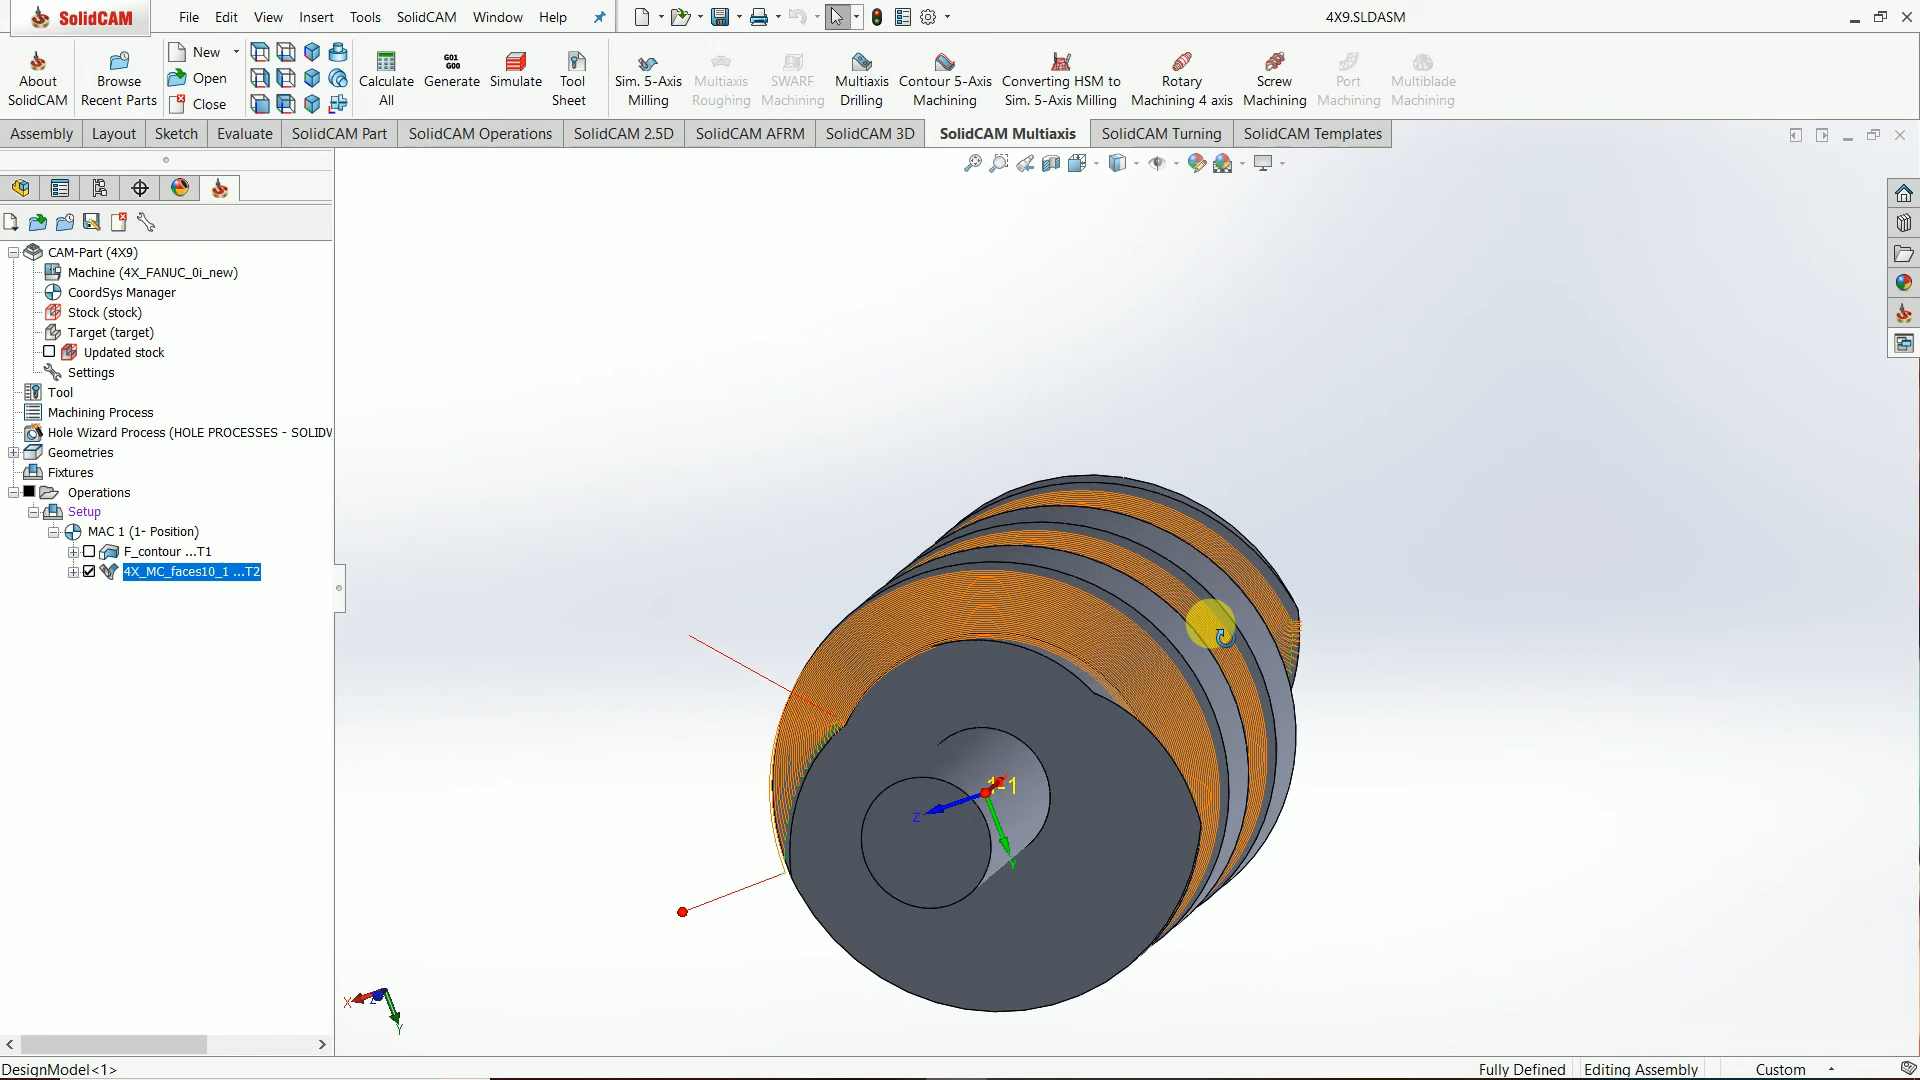 SolidCAM
File Edit View Insert Tools SolidCAM Window Help
4X9.SLDASM
About SolidCAM
Browse Recent Parts
New
Open
Close
Calculate All
G01 G00
Generate
Simulate
Tool Sheet
Sim. 5-Axis Milling
Multiaxis Roughing
SWARF Machining
Multiaxis Drilling
Contour 5-Axis Machining
Converting HSM to Sim. 5-Axis Milling
Rotary Machining 4 axis
Screw Machining
Port Machining
Multiblade Machining
Assembly Layout Sketch Evaluate SolidCAM Part SolidCAM Operations SolidCAM 2.5D SolidCAM AFRM SolidCAM 3D SolidCAM Multiaxis SolidCAM Turning SolidCAM Templates
CAM-Part (4X9)
Machine (4X_FANUC_0i_new)
CoordSys Manager
Stock (stock)
Target (target)
Updated stock
Settings
Tool
Machining Process
Hole Wizard Process (HOLE PROCESSES - SOLIDW
Geometries
Fixtures
Operations
Setup
MAC 1 (1- Position)
F_contour ...T1
4X_MC_faces10_1 ...T2
1-1
Z
Y
X
Z
Y
DesignModel<1>
Fully Defined
Editing Assembly
Custom